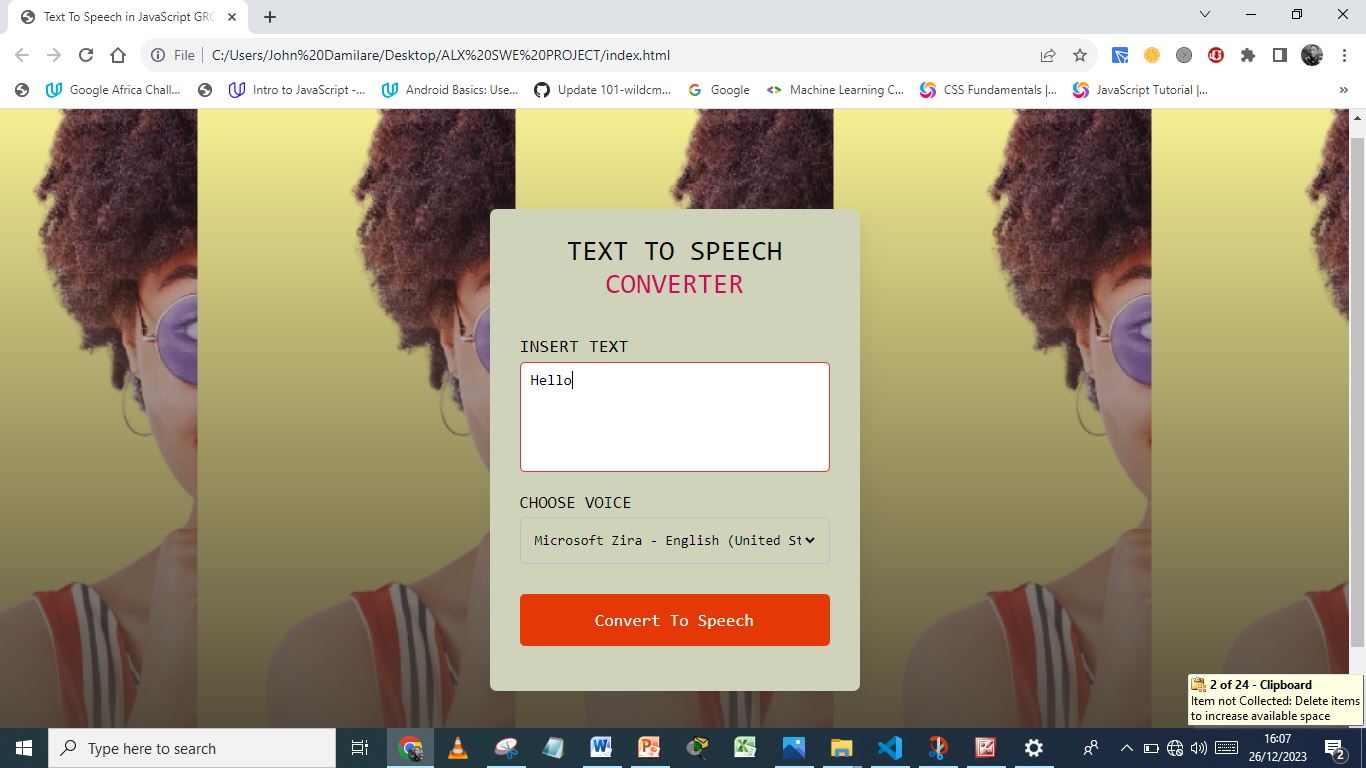 Text To Speech in JavaScript GRO
File
C:/Users/John%20Damilare/Desktop/ALX%20SWE%20PROJECT/index.html
Google Africa Chall...
Intro to JavaScript -...
Android Basics: Use...
Update 101-wildcm...
Google
Machine Learning C...
CSS Fundamentals |...
JavaScript Tutorial |...
»
TEXT TO SPEECH
CONVERTER
INSERT TEXT
Hello
CHOOSE VOICE
Microsoft Zira - English (United St
Convert To Speech
2 of 24 - Clipboard
Item not Collected: Delete items
to increase available space
Type here to search
16:07
26/12/2023
2